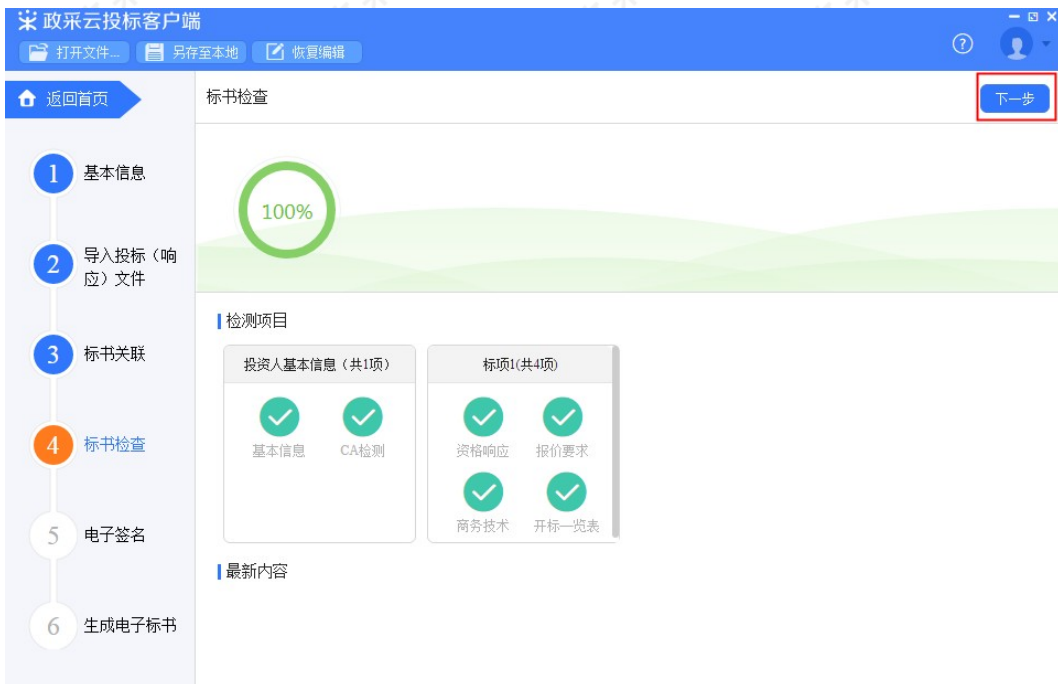 政采云投标客户端
打开文件... 另存至本地 恢复编辑
返回首页
标书检查
下一步
1 基本信息
100%
2 导入投标（响
应）文件
检测项目
3 标书关联
投资人基本信息（共1项）
标项1(共4项)
基本信息 CA检测
资格响应 报价要求
4 标书检查
商务技术 开标一览表
5 电子签名
最新内容
6 生成电子标书